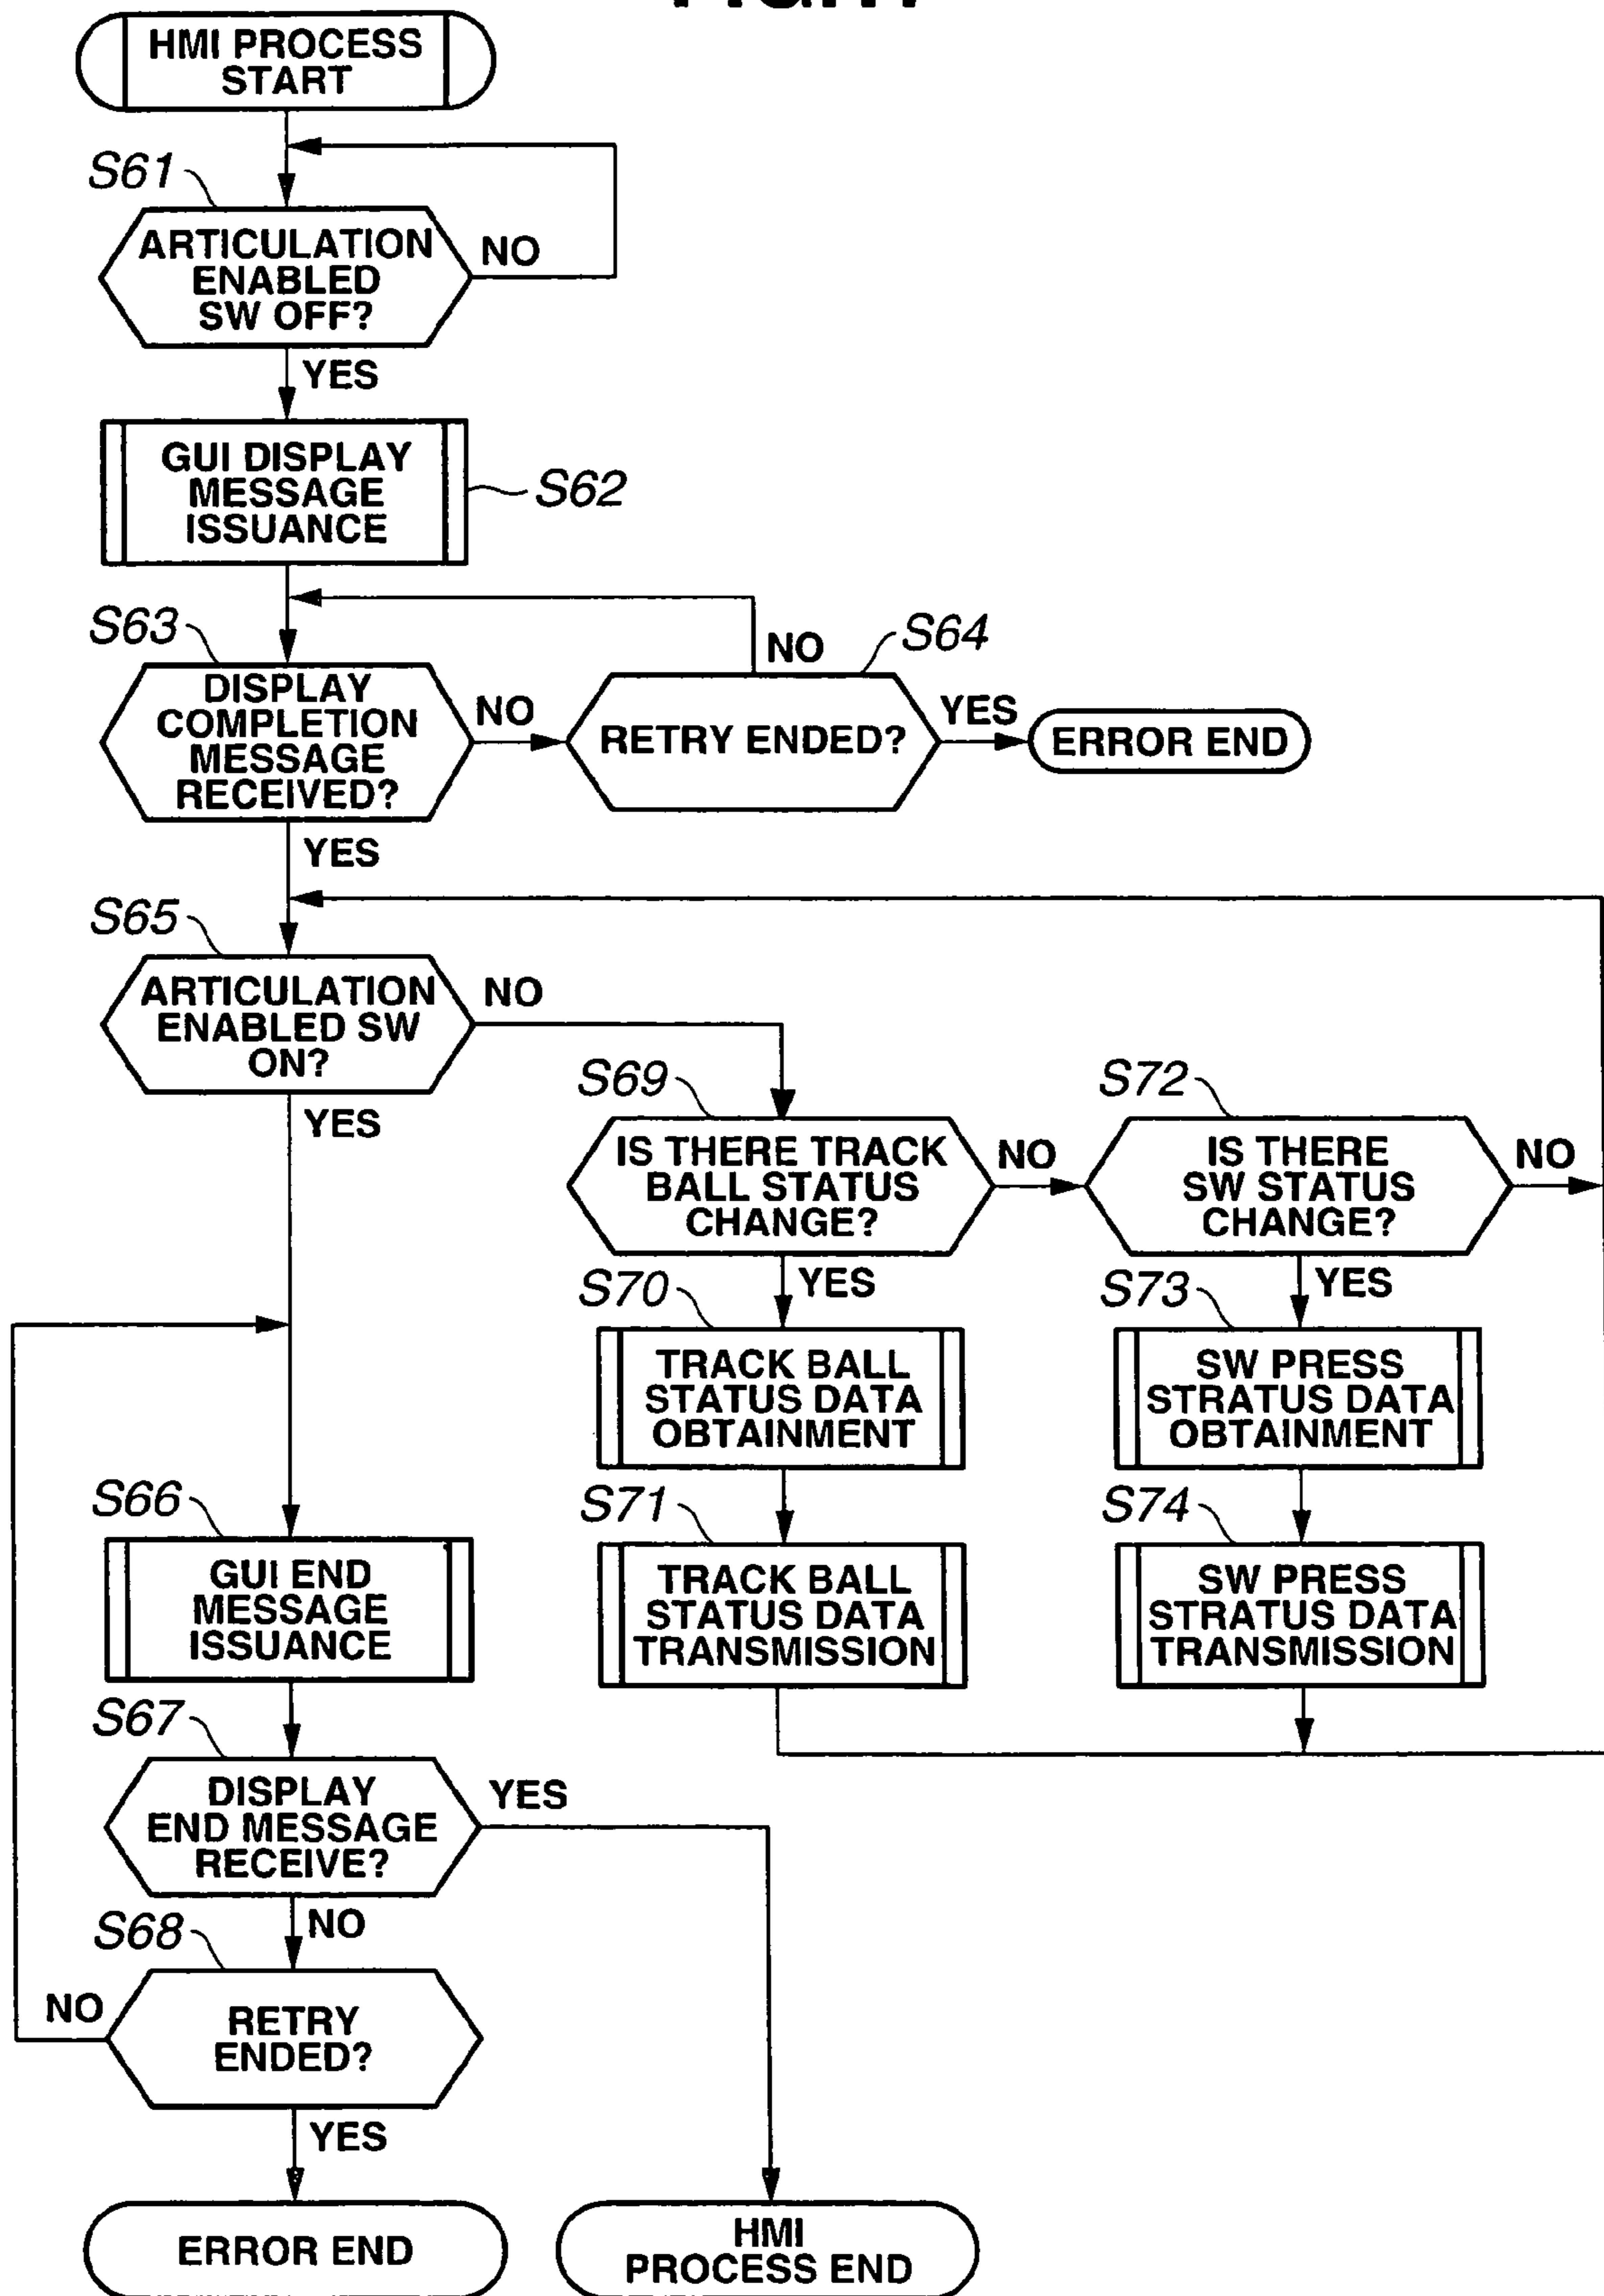 HMI PROCESS
START
S61
ARTICULATION
ENABLED
SW OFF?
NO
YES
GUI DISPLAY
MESSAGE
ISSUANCE
S62
S63
DISPLAY
COMPLETION
MESSAGE
RECEIVED?
NO
S64
NO
RETRY ENDED?
YES
ERROR END
YES
S65
ARTICULATION
ENABLED SW
ON?
NO
YES
S69
IS THERE TRACK
BALL STATUS
CHANGE?
NO
S72
IS THERE
SW STATUS
CHANGE?
NO
YES
YES
S70
TRACK BALL
STATUS DATA
OBTAINMENT
S73
SW PRESS
STRATUS DATA
OBTAINMENT
S66
GUI END
MESSAGE
ISSUANCE
S71
TRACK BALL
STATUS DATA
TRANSMISSION
S74
SW PRESS
STRATUS DATA
TRANSMISSION
S67
DISPLAY
END MESSAGE
RECEIVE?
YES
NO
S68
RETRY
ENDED?
NO
YES
ERROR END
HMI
PROCESS END